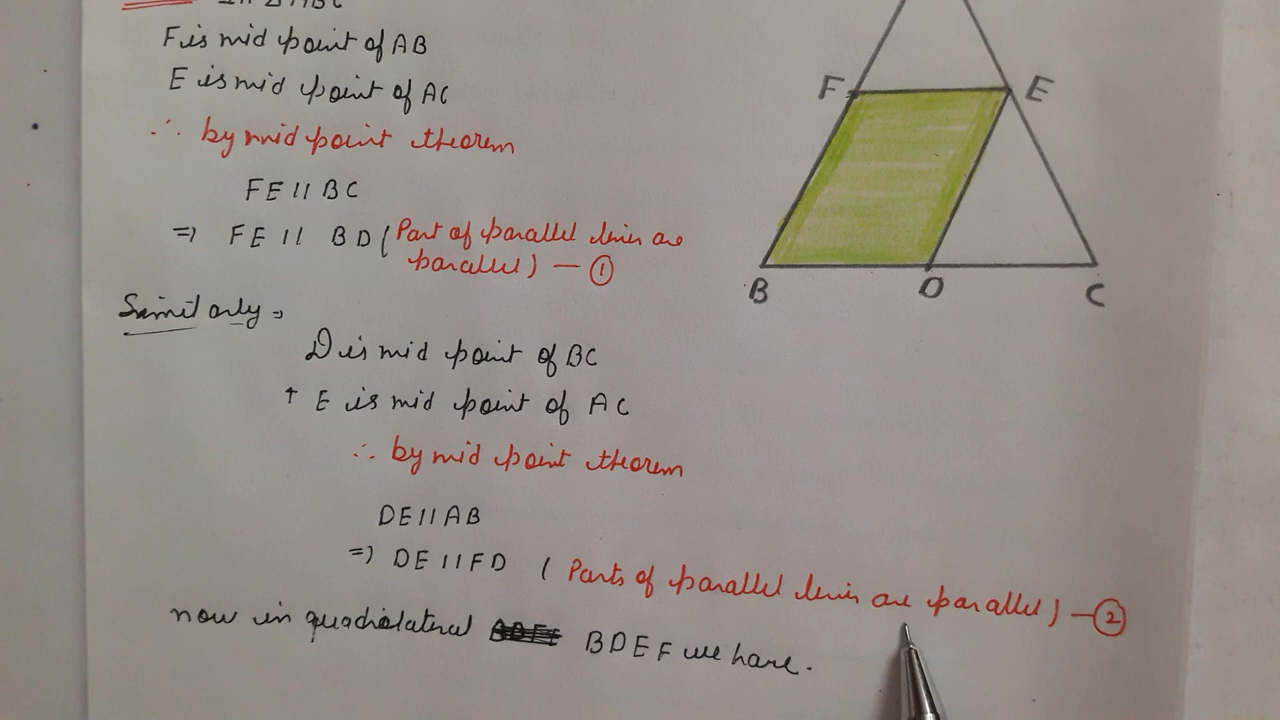 In △ABC
F is mid point of AB
E is mid point of AC
∴ by mid point theorem
FE || BC
⇒ FE || BD (Part of parallel lines are
parallel) — ①
Similarly,
D is mid point of BC
↑ E is mid point of AC
∴ by mid point theorem
DE || AB
⇒ DE || FD (Parts of parallel lines are parallel) — ②
now in quadrilateral BDEF we have.
F E
B D C